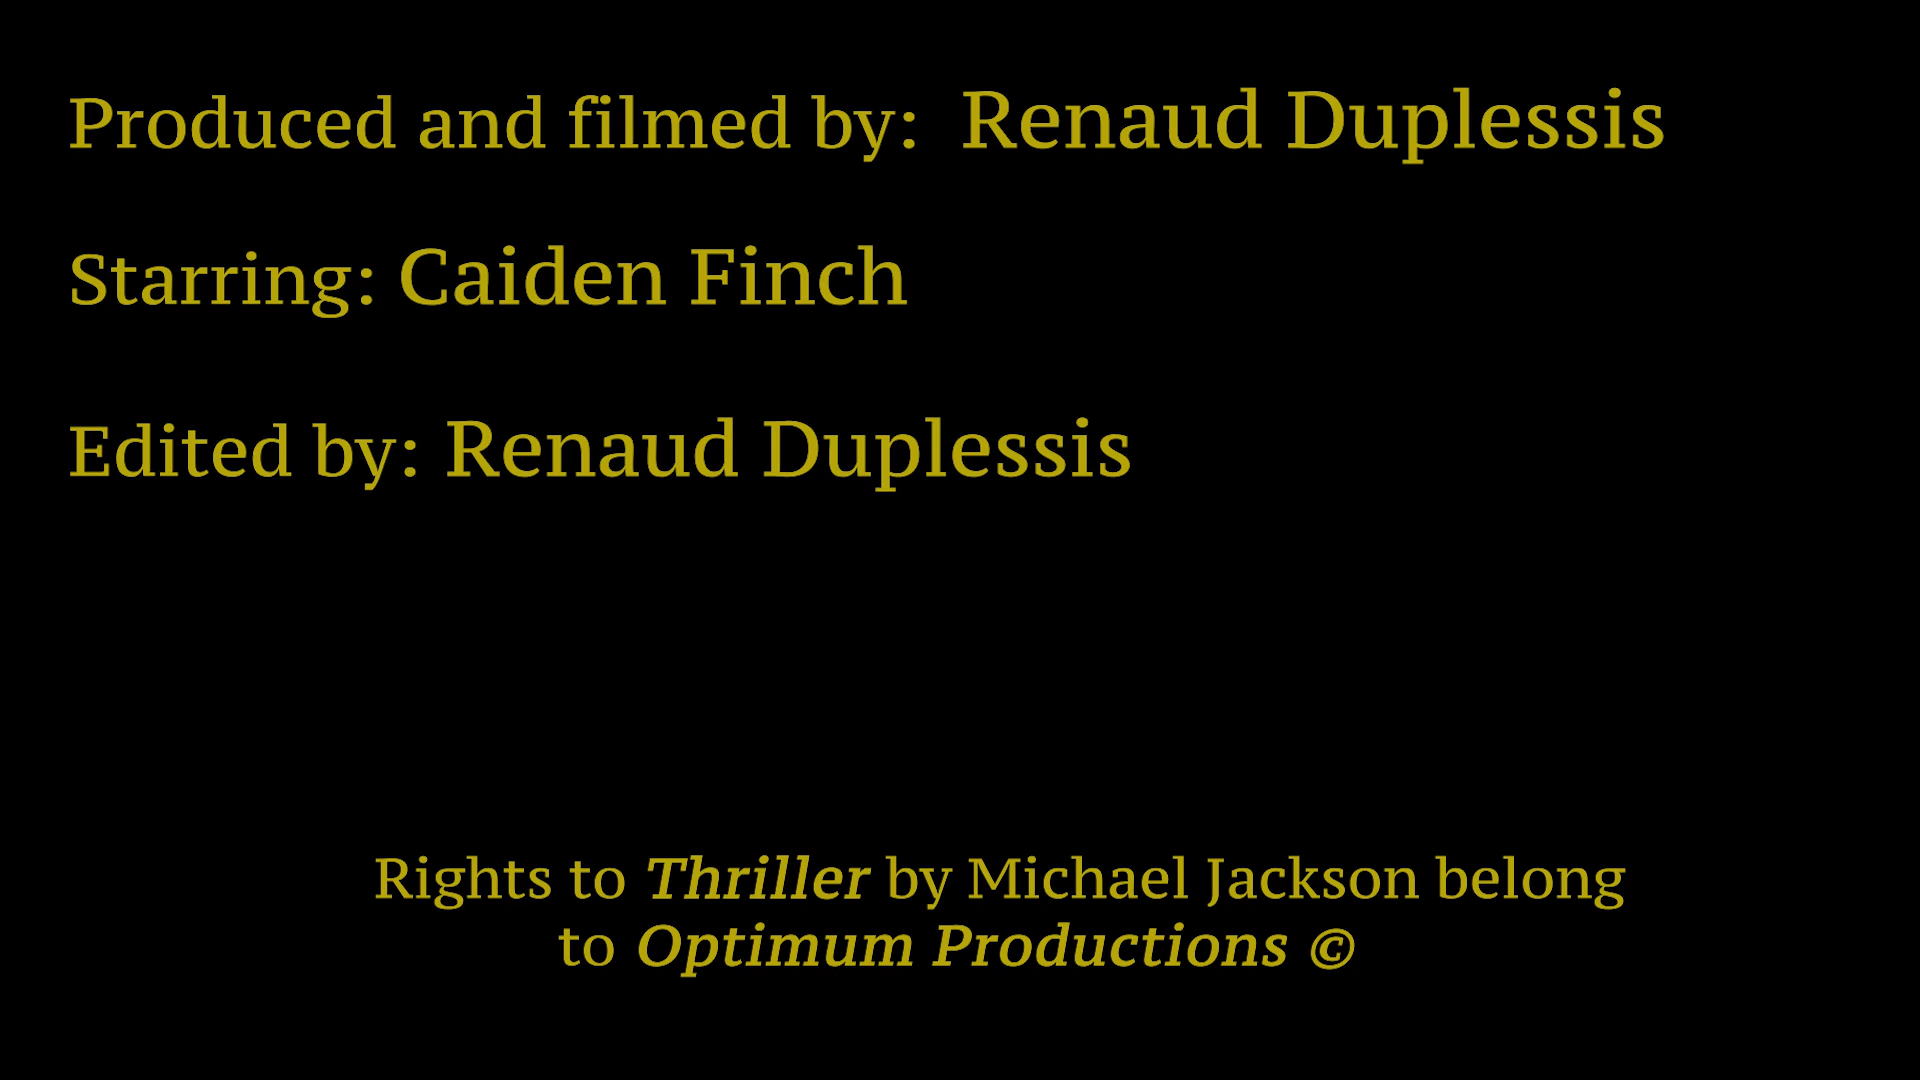 Produced and filmed by: Renaud Duplessis
Starring: Caiden Finch
Edited by: Renaud Duplessis
Rights to Thriller by Michael Jackson belong
to Optimum Productions ©